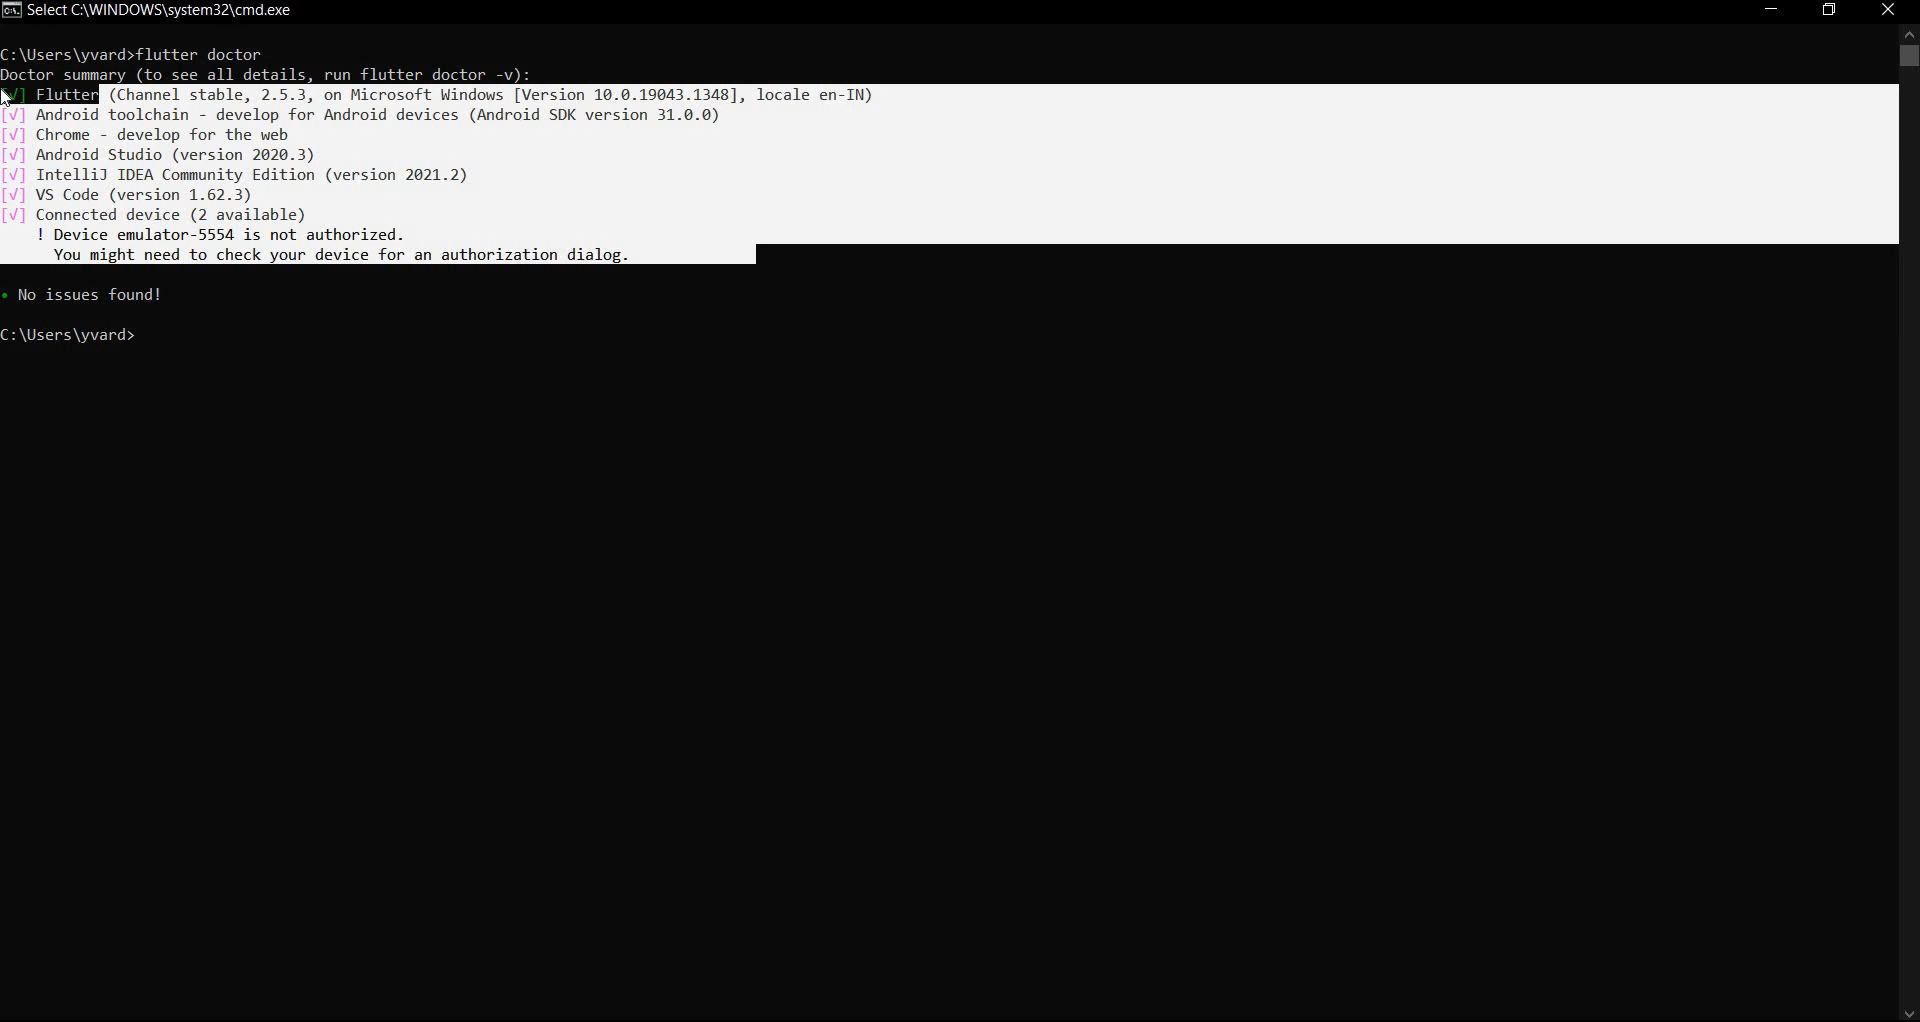 Select C:\WINDOWS\system32\cmd.exe
C:\Users\yvard>flutter doctor
Doctor summary (to see all details, run flutter doctor -v):
[√] Flutter (Channel stable, 2.5.3, on Microsoft Windows [Version 10.0.19043.1348], locale en-IN)
[√] Android toolchain - develop for Android devices (Android SDK version 31.0.0)
[√] Chrome - develop for the web
[√] Android Studio (version 2020.3)
[√] IntelliJ IDEA Community Edition (version 2021.2)
[√] VS Code (version 1.62.3)
[√] Connected device (2 available)
! Device emulator-5554 is not authorized.
You might need to check your device for an authorization dialog.
• No issues found!
C:\Users\yvard>